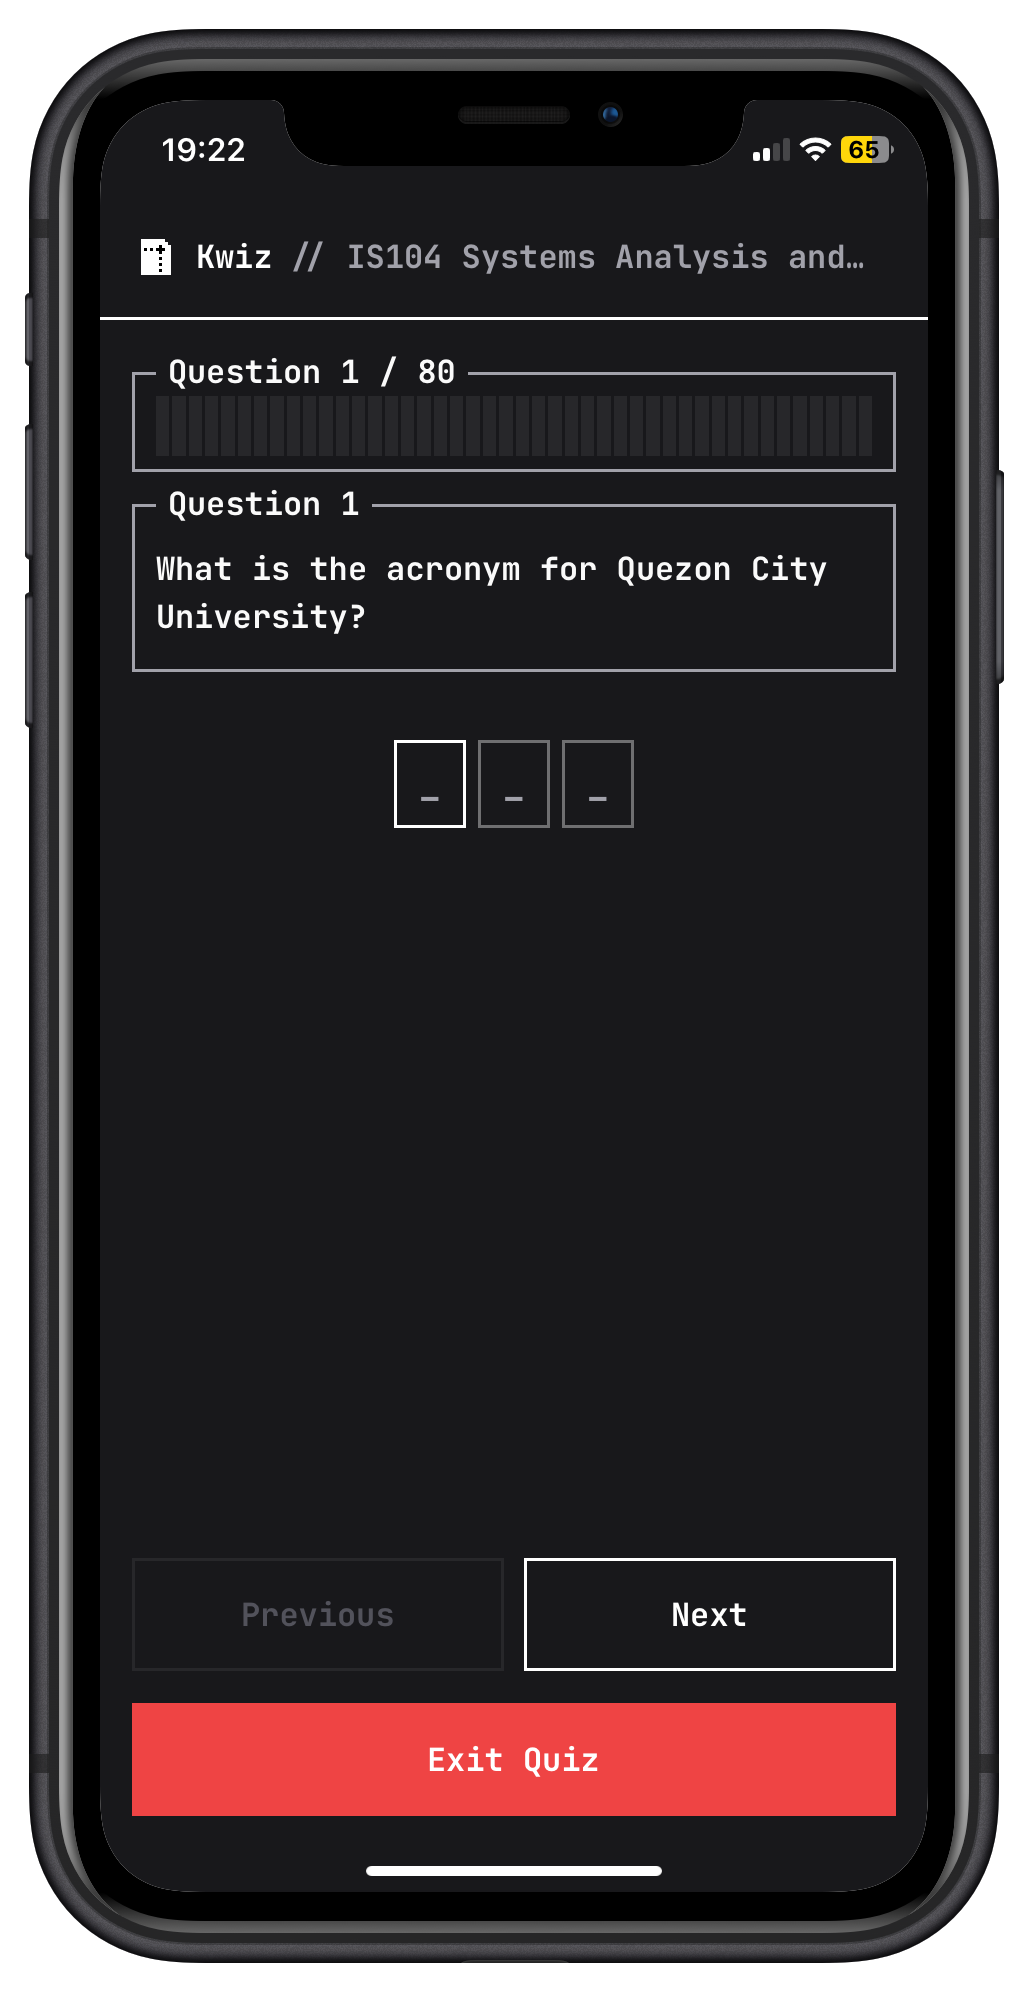 19:22
65
Kwiz // IS104 Systems Analysis and…
Question 1 / 80
Question 1
What is the acronym for Quezon City
University?
_ _ _
Previous
Next
Exit Quiz